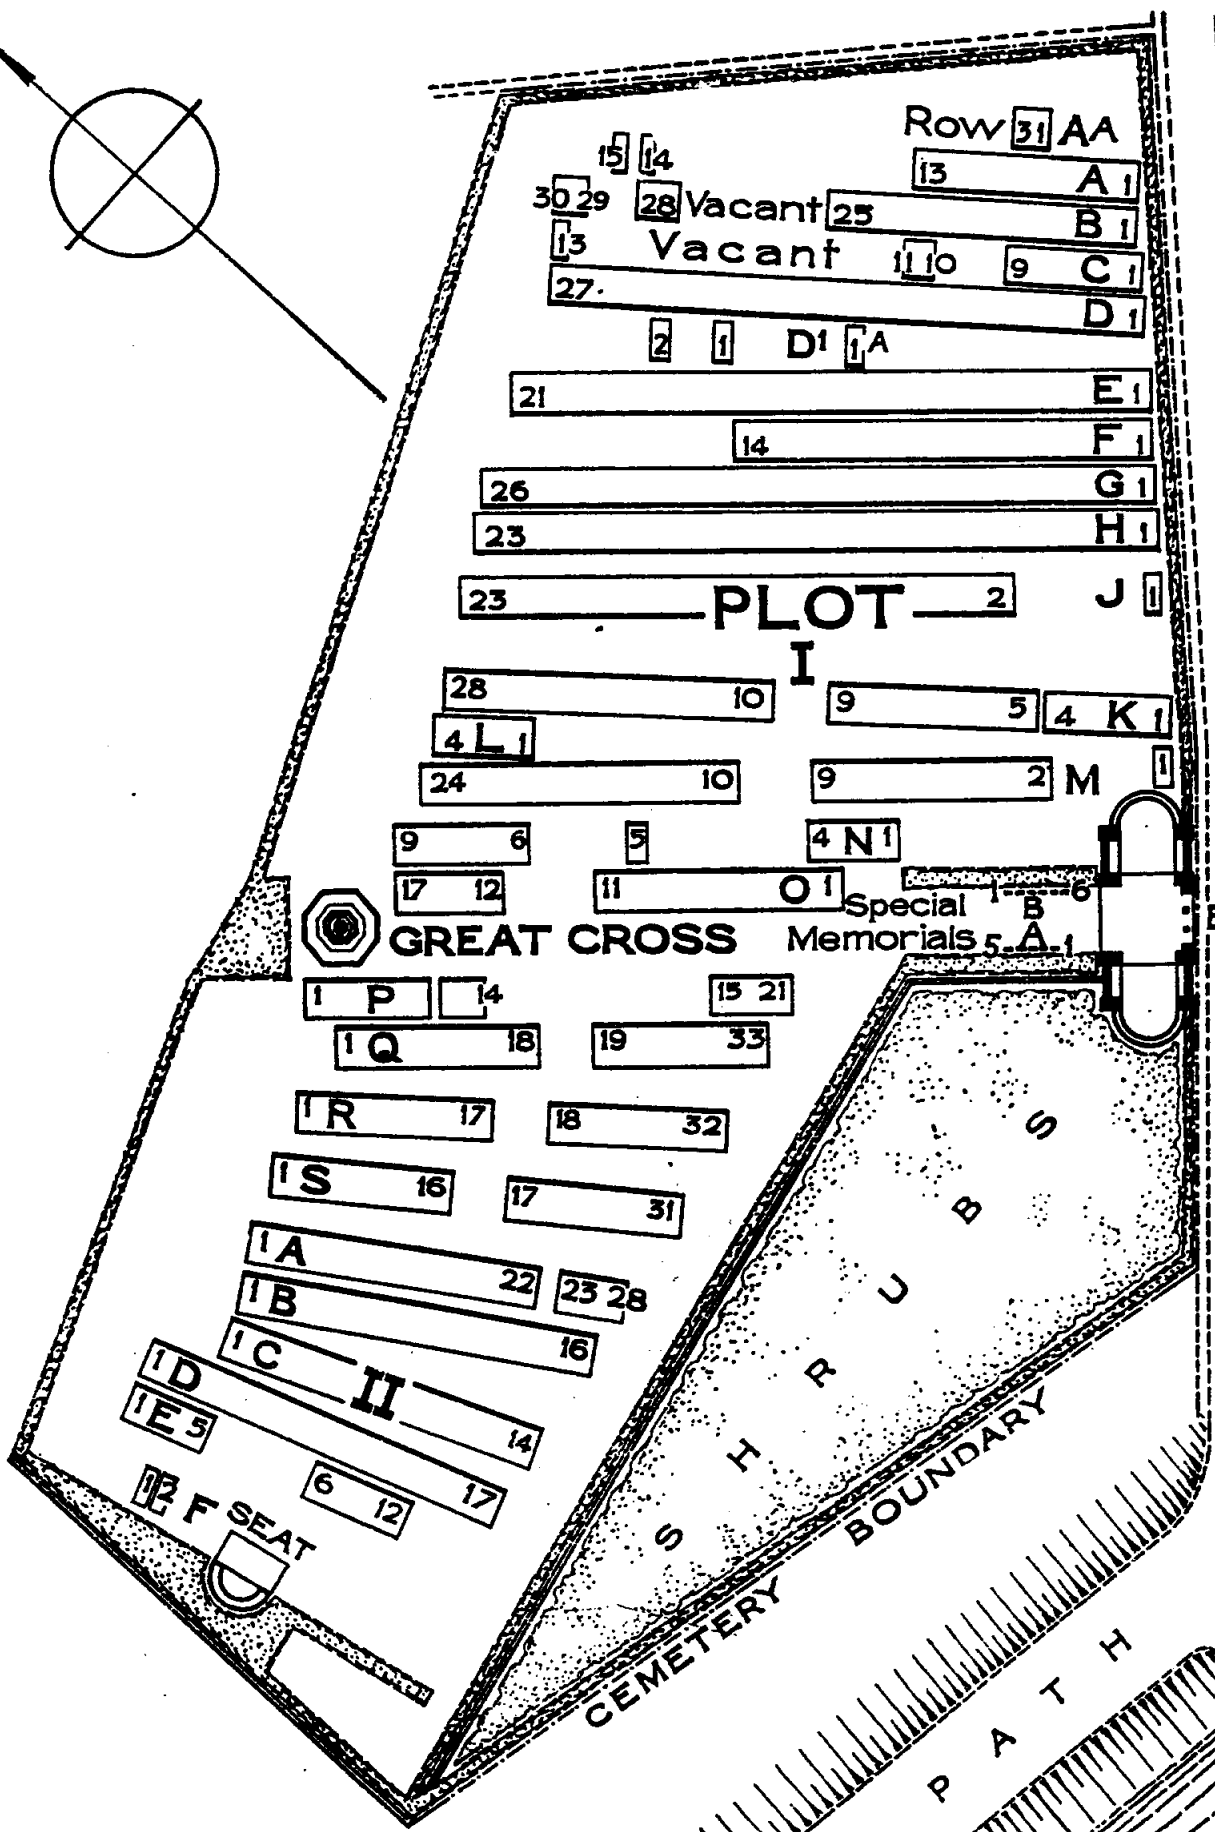 Row 31 AA
15 14
13 A 1
30 29 28 Vacant 25 B 1
13 Vacant 11 10 9 C 1
27 D 1
2 1 D1 1 A
21 E 1
14 F 1
26 G 1
23 H 1
23 PLOT 2 J 1
I
28 10 9 5 4 K 1
4 L 1
24 10 9 2 M 1
9 6 5 4 N 1
17 12 11 O 1
Special 1 B 6
Memorials 5 A 1
GREAT CROSS
1 P 14 15 21
1 Q 18 19 33
1 R 17 18 32
1 S 16 17 31
1 A 22 23 28
1 B 16
1 C 14
II
1 D 17
1 E 5 6 12
1 2 F SEAT
SHRUBS
CEMETERY BOUNDARY
PATH